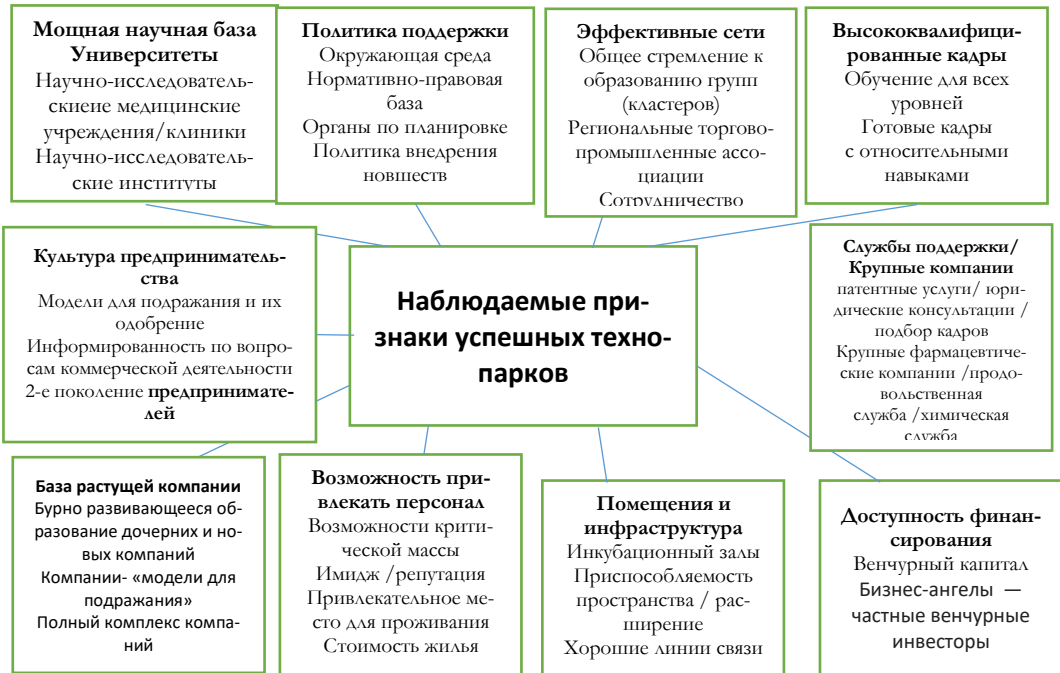 Мощная научная база
Университеты
Научно-исследователь-
скиеие медицинские
учреждения/клиники
Научно-исследователь-
ские институты
Политика поддержки
Окружающая среда
Нормативно-правовая
база
Органы по планировке
Политика внедрения
новшеств
Эффективные сети
Общее стремление к
образованию групп
(кластеров)
Региональные торгово-
промышленные ассо-
циации
Сотрудничество
Высококвалифици-
рованные кадры
Обучение для всех
уровней
Готовые кадры
с относительными
навыками
Культура предприниматель-
ства
Модели для подражания и их
одобрение
Информированность по вопро-
сам коммерческой деятельности
2-е поколение предпринимате-
лей
Наблюдаемые при-
знаки успешных техно-
парков
Службы поддержки/
Крупные компании
патентные услуги/ юри-
дические консультации /
подбор кадров
Крупные фармацевтиче-
ские компании /продо-
вольственная
служба /химическая
служба
База растущей компании
Бурно развивающееся об-
разование дочерних и но-
вых компаний
Компании- «модели для
подражания»
Полный комплекс компа-
ний
Возможность при-
влекать персонал
Возможности крити-
ческой массы
Имидж /репутация
Привлекательное ме-
сто для проживания
Стоимость жилья
Помещения и
инфраструктура
Инкубационный залы
Приспособляемость
пространства / рас-
ширение
Хорошие линии связи
Доступность финан-
сирования
Венчурный капитал
Бизнес-ангелы —
частные венчурные
инвесторы